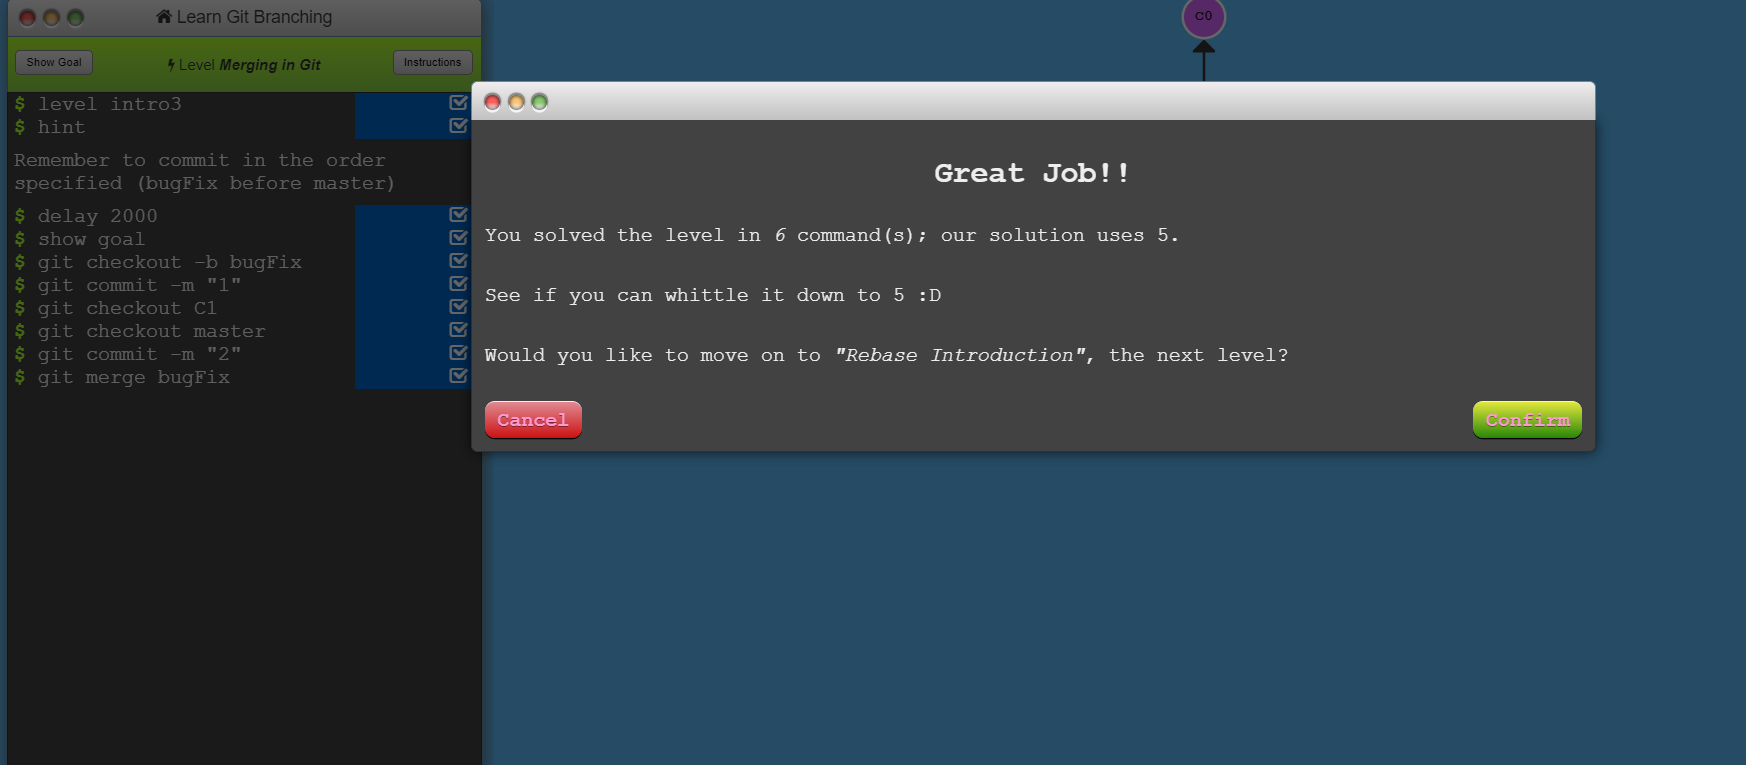 Learn Git Branching
Show Goal
Level Merging in Git
Instructions
$ level intro3
$ hint
Remember to commit in the order
specified (bugFix before master)
$ delay 2000
$ show goal
$ git checkout -b bugFix
$ git commit -m "1"
$ git checkout C1
$ git checkout master
$ git commit -m "2"
$ git merge bugFix
C0
Great Job!!
You solved the level in 6 command(s); our solution uses 5.
See if you can whittle it down to 5 :D
Would you like to move on to "Rebase Introduction", the next level?
Cancel
Confirm